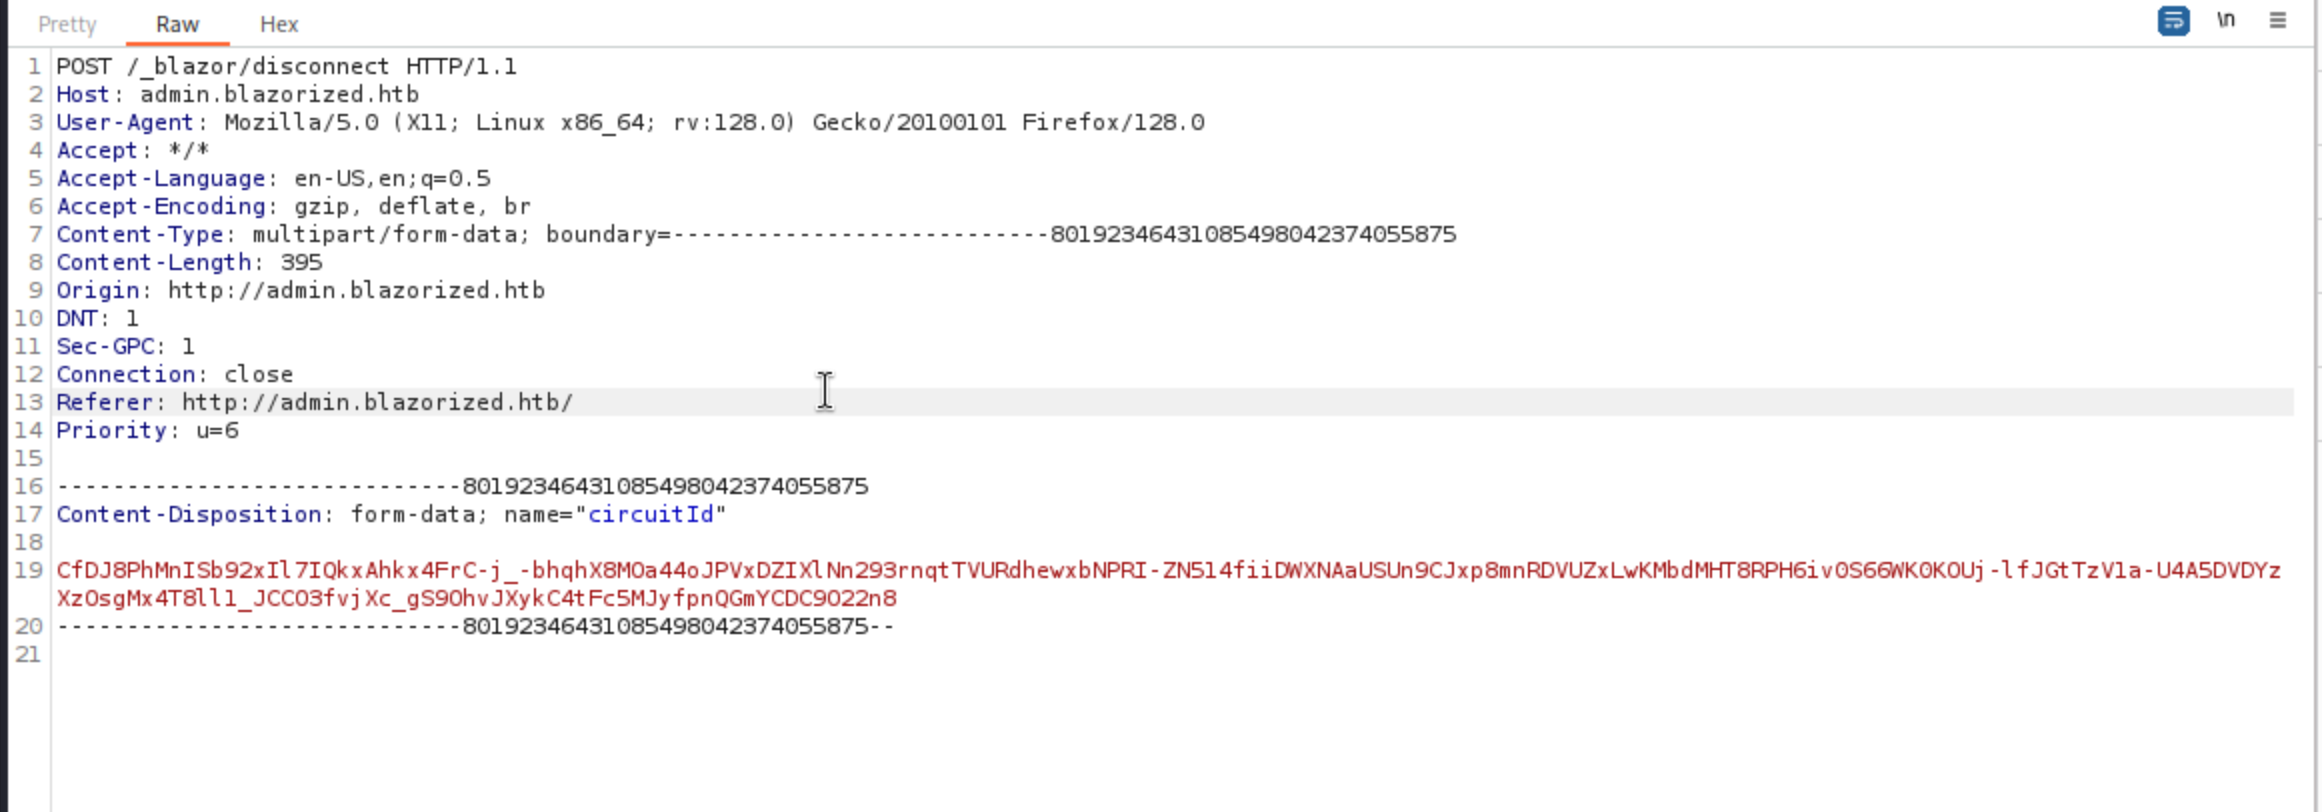 Pretty Raw Hex \n
1 POST /_blazor/disconnect HTTP/1.1
2 Host: admin.blazorized.htb
3 User-Agent: Mozilla/5.0 (X11; Linux x86_64; rv:128.0) Gecko/20100101 Firefox/128.0
4 Accept: */*
5 Accept-Language: en-US,en;q=0.5
6 Accept-Encoding: gzip, deflate, br
7 Content-Type: multipart/form-data; boundary=---------------------------80192346431085498042374055875
8 Content-Length: 395
9 Origin: http://admin.blazorized.htb
10 DNT: 1
11 Sec-GPC: 1
12 Connection: close
13 Referer: http://admin.blazorized.htb/
14 Priority: u=6
15
16 -----------------------------80192346431085498042374055875
17 Content-Disposition: form-data; name="circuitId"
18
19 CfDJ8PhMnISb92xIl7IQkxAhkx4FrC-j_-bhqhX8MOa44oJPVxDZIXlNn293rnqtTVURdhewxbNPRI-ZN514fiiDWXNAaUSUn9CJxp8mnRDVUZxLwKMbdMHT8RPH6iv0S66WK0KOUj-lfJGtTzV1a-U4A5DVDYz
XzOsgMx4T8ll1_JCCO3fvjXc_gS9OhvJXykC4tFc5MJyfpnQGmYCDC9O22n8
20 -----------------------------80192346431085498042374055875--
21